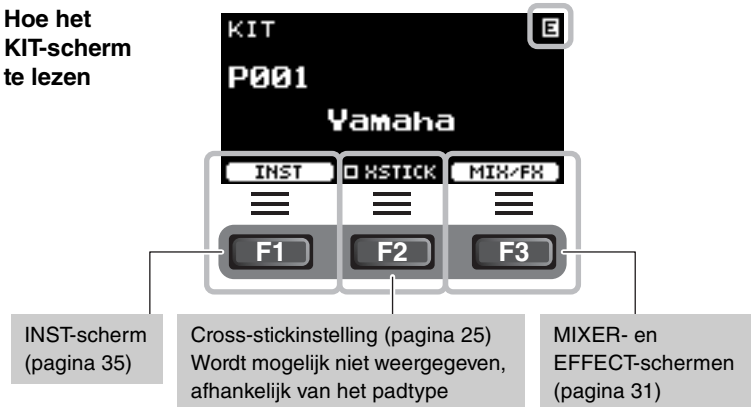 Hoe het
KIT-scherm
te lezen
KIT
E
P001
Yamaha
INST
XSTICK
MIX/FX
F1
F2
F3
INST-scherm
(pagina 35)
Cross-stickinstelling (pagina 25)
Wordt mogelijk niet weergegeven,
afhankelijk van het padtype
MIXER- en
EFFECT-schermen
(pagina 31)